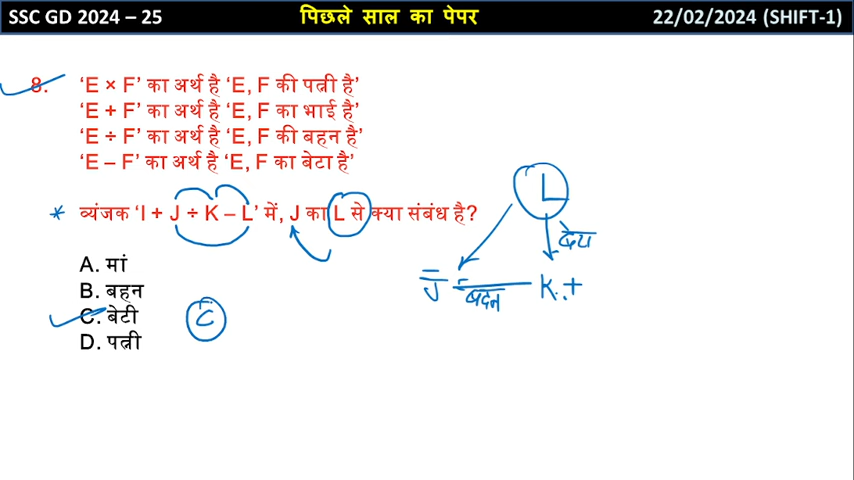 SSC GD 2024 – 25 पिछले साल का पेपर 22/02/2024 (SHIFT-1)
8. 'E × F' का अर्थ है 'E, F की पत्नी है'
'E + F' का अर्थ है 'E, F का भाई है'
'E ÷ F' का अर्थ है 'E, F की बहन है'
'E – F' का अर्थ है 'E, F का बेटा है'
* व्यंजक 'I + J ÷ K – L' में, J का L से क्या संबंध है?
A. मां
B. बहन
C. बेटी
D. पत्नी
C
L
J बहन K +